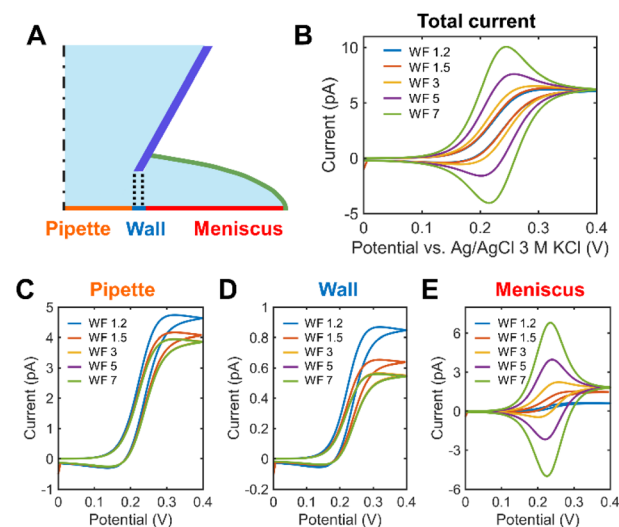 A
Pipette Wall Meniscus
B
Total current
WF 1.2
WF 1.5
WF 3
WF 5
WF 7
10
5
0
-5
Current (pA)
0 0.1 0.2 0.3 0.4
Potential vs. Ag/AgCl 3 M KCl (V)
C
Pipette
WF 1.2
WF 1.5
WF 3
WF 5
WF 7
5
4
3
2
1
0
-1
Current (pA)
0 0.1 0.2 0.3 0.4
Potential (V)
D
Wall
WF 1.2
WF 1.5
WF 3
WF 5
WF 7
1
0.8
0.6
0.4
0.2
0
-0.2
Current (pA)
0 0.1 0.2 0.3 0.4
Potential (V)
E
Meniscus
WF 1.2
WF 1.5
WF 3
WF 5
WF 7
6
3
0
-3
-6
Current (pA)
0 0.1 0.2 0.3 0.4
Potential (V)